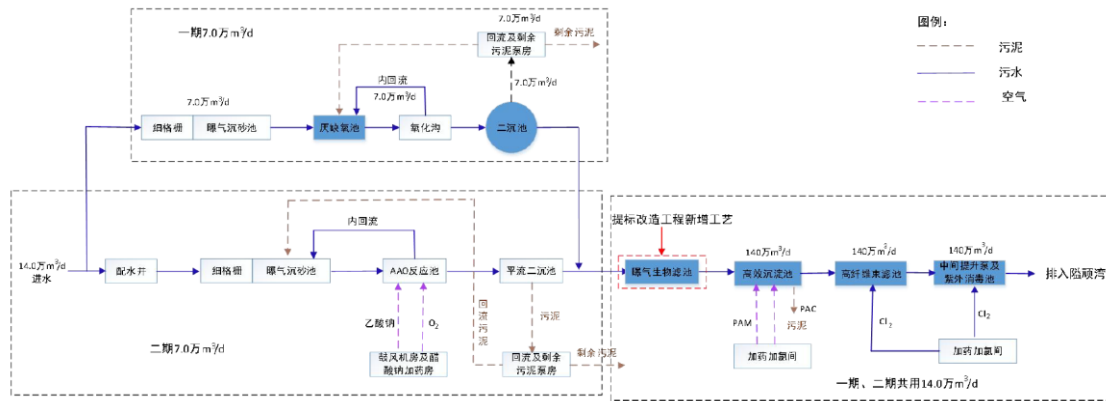 一期7.0万m³/d
7.0万m³/d
回流及剩余
污泥泵房
剩余污泥
7.0万m³/d
内回流
7.0万m³/d
7.0万m³/d
细格栅
曝气沉砂池
厌缺氧池
氧化沟
二沉池
图例：
污泥
污水
空气
14.0万m³/d
进水
配水井
细格栅
曝气沉砂池
内回流
AAO反应池
平流二沉池
乙酸钠
O₂
回流污泥
污泥
鼓风机房及醋
酸钠加药房
回流及剩余
污泥泵房
剩余污泥
二期7.0万m³/d
提标改造工程新增工艺
曝气生物滤池
140万m³/d
高效沉淀池
140万m³/d
高纤维束滤池
140万m³/d
中间提升泵及
紫外消毒池
排入隘顽湾
PAM
PAC
污泥
Cl₂
Cl₂
加药加氯间
加药加氯间
一期、二期共用14.0万m³/d